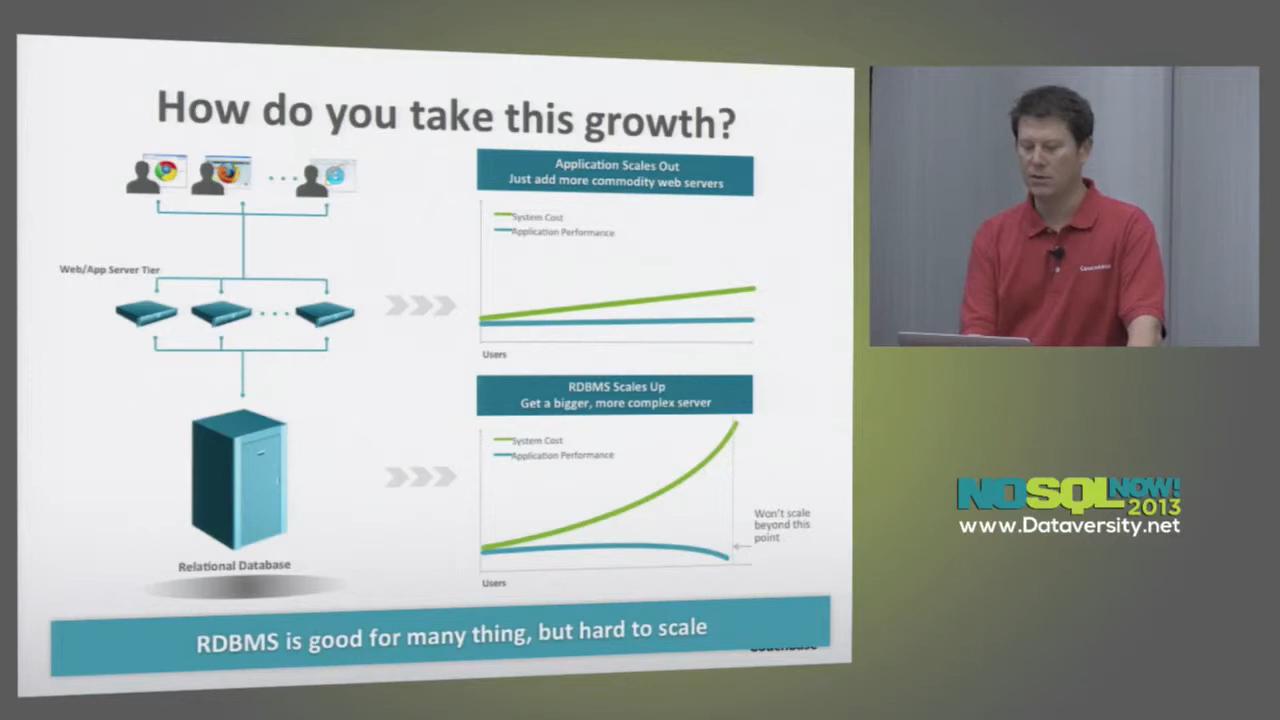 How do you take this growth?
Application Scales Out
Just add more commodity web servers
System Cost
Application Performance
Web/App Server Tier
Users
RDBMS Scales Up
Get a bigger, more complex server
System Cost
Application Performance
Won't scale
beyond this
point
Relational Database
Users
RDBMS is good for many thing, but hard to scale
Couchbase
NOSQL NOW!
2013
www.Dataversity.net